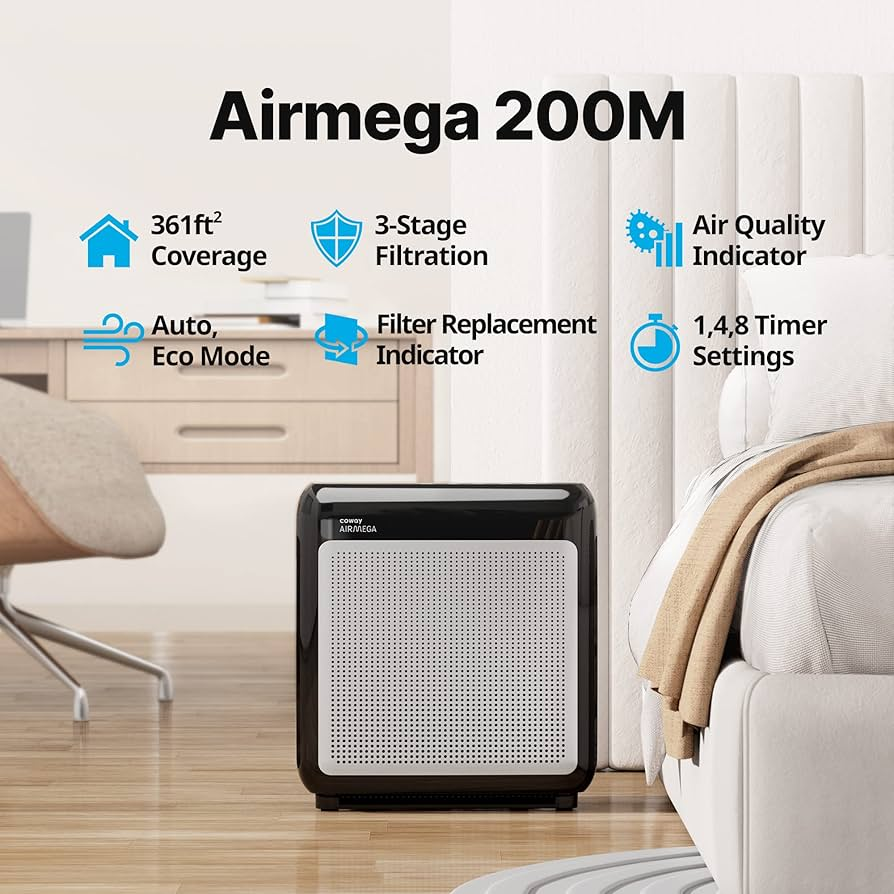 Airmega 200M
361ft²
Coverage
3-Stage
Filtration
Air Quality
Indicator
Auto,
Eco Mode
Filter Replacement
Indicator
1,4,8 Timer
Settings
coway
AIRMEGA